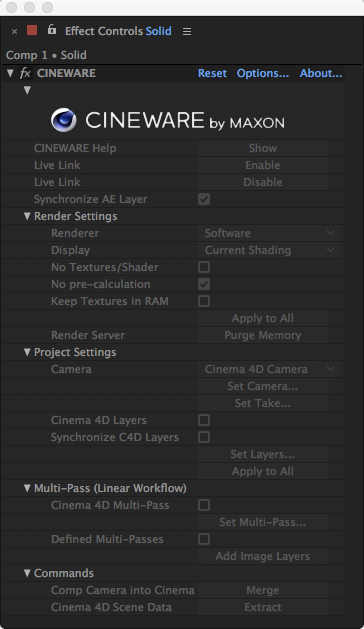 Effect Controls Solid
Comp 1 • Solid
fx CINEWARE Reset Options... About...
CINEWARE by MAXON
CINEWARE Help Show
Live Link Enable
Live Link Disable
Synchronize AE Layer
Render Settings
Renderer Software
Display Current Shading
No Textures/Shader
No pre-calculation
Keep Textures in RAM
Apply to All
Render Server Purge Memory
Project Settings
Camera Cinema 4D Camera
Set Camera...
Set Take...
Cinema 4D Layers
Synchronize C4D Layers
Set Layers...
Apply to All
Multi-Pass (Linear Workflow)
Cinema 4D Multi-Pass
Set Multi-Pass...
Defined Multi-Passes
Add Image Layers
Commands
Comp Camera into Cinema Merge
Cinema 4D Scene Data Extract